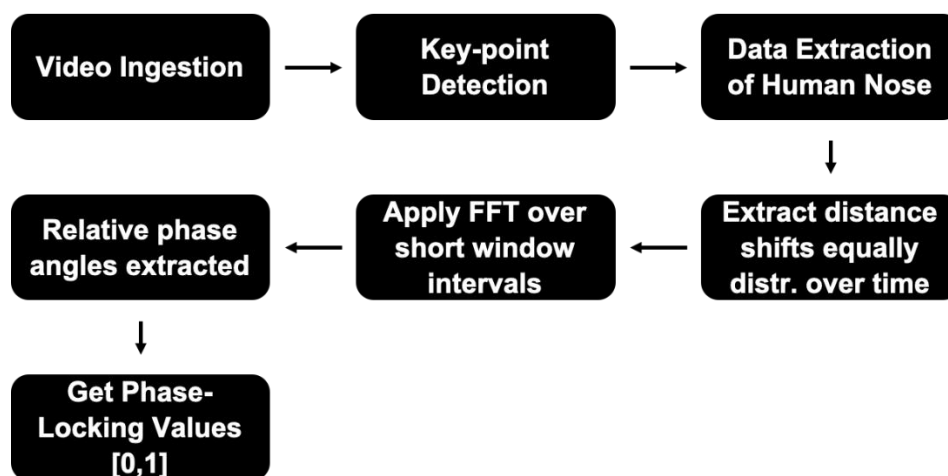 Video Ingestion
Key-point
Detection
Data Extraction
of Human Nose
Extract distance
shifts equally
distr. over time
Apply FFT over
short window
intervals
Relative phase
angles extracted
Get Phase-
Locking Values
[0,1]